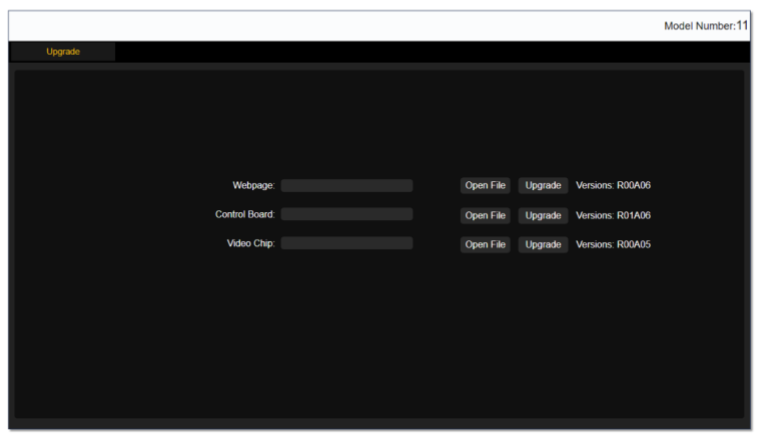 Model Number:11
Upgrade
Webpage: Open File Upgrade Versions: R00A06
Control Board: Open File Upgrade Versions: R01A06
Video Chip: Open File Upgrade Versions: R00A05